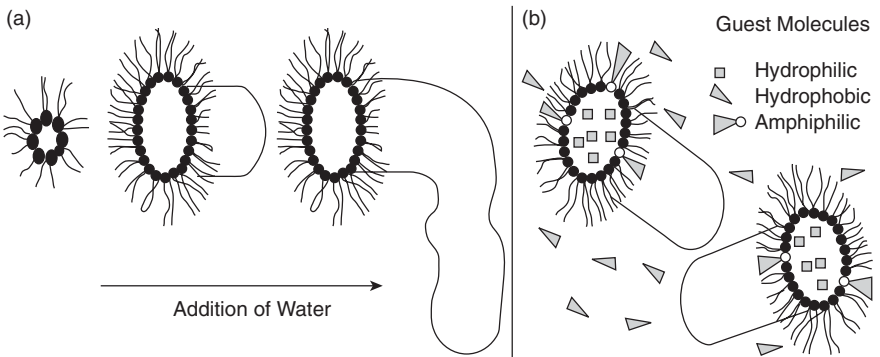 (a)
Addition of Water
(b)
Guest Molecules
Hydrophilic
Hydrophobic
Amphiphilic